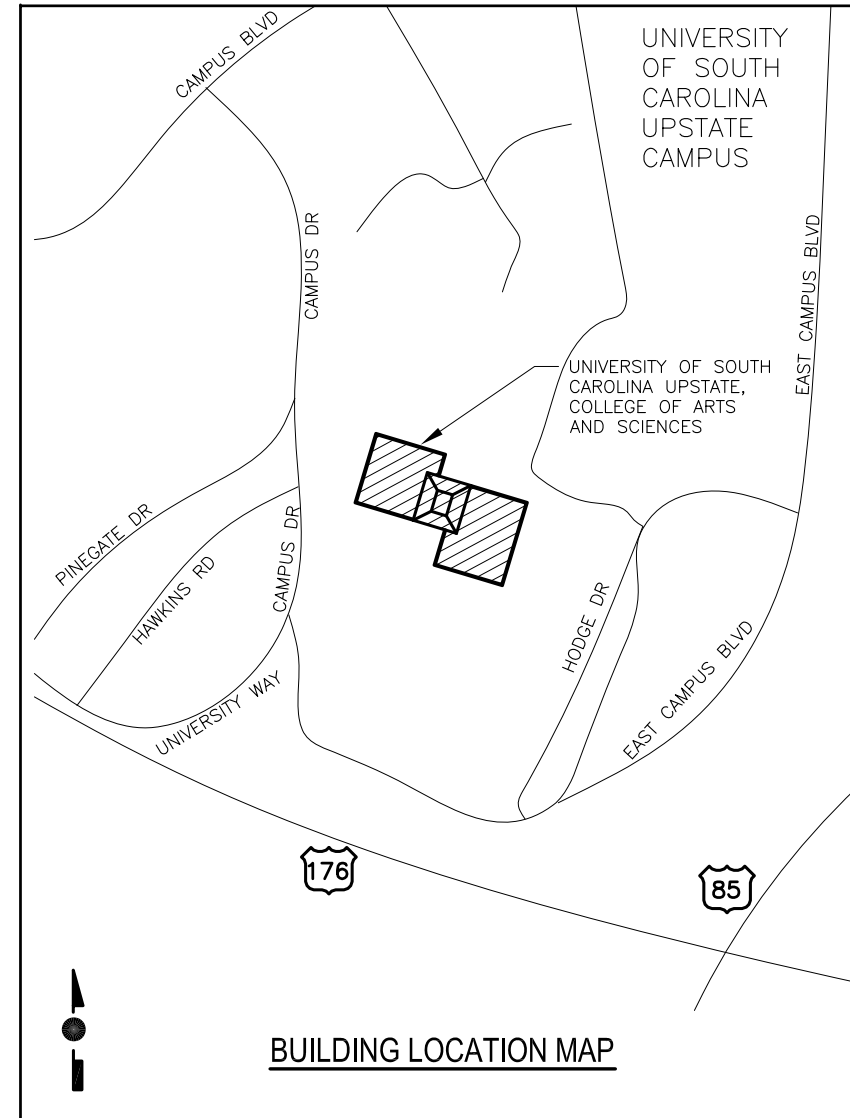 CAMPUS BLVD
UNIVERSITY
OF SOUTH
CAROLINA
UPSTATE
CAMPUS
CAMPUS DR
EAST CAMPUS BLVD
UNIVERSITY OF SOUTH
CAROLINA UPSTATE,
COLLEGE OF ARTS
AND SCIENCES
PINEGATE DR
HAWKINS RD
CAMPUS DR
HODGE DR
UNIVERSITY WAY
EAST CAMPUS BLVD
176
85
BUILDING LOCATION MAP